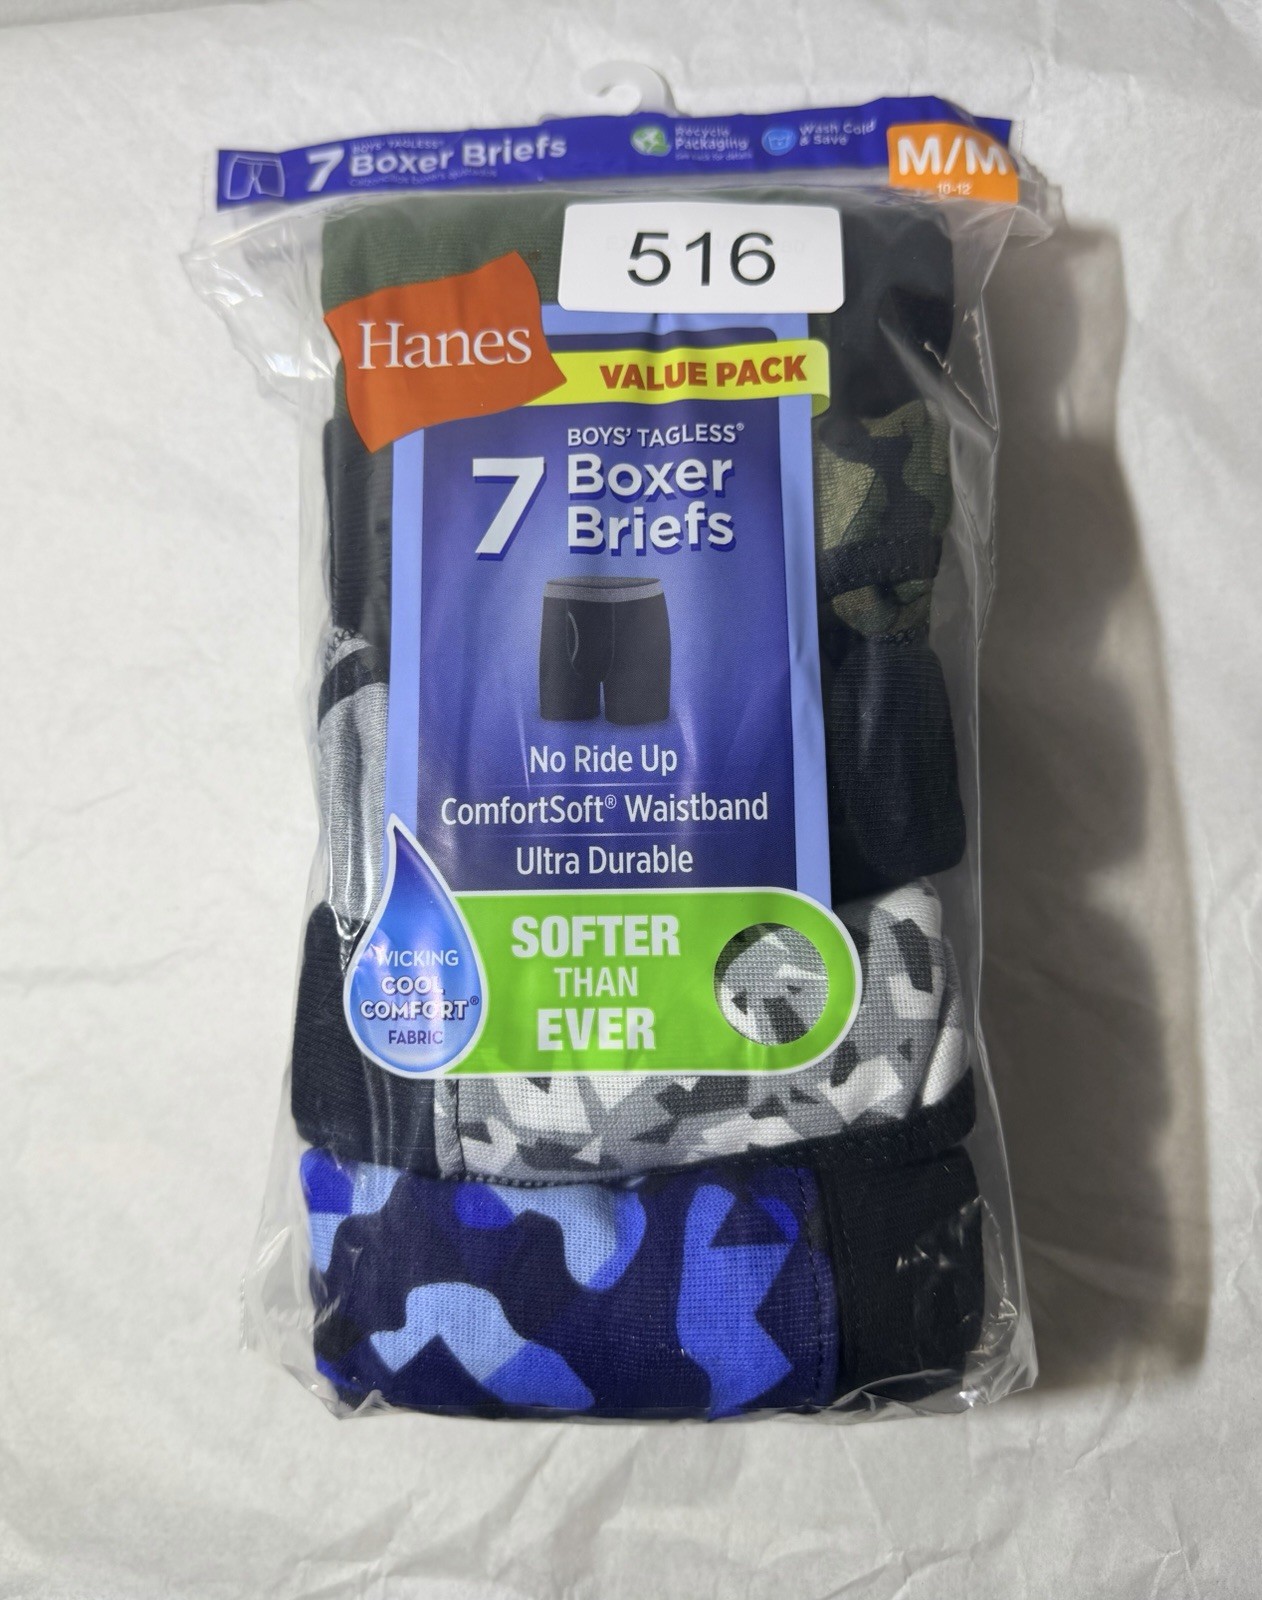 7
BOYS' TAGLESS®
Boxer Briefs
Recycle
Packaging
Wash Cold
& Save
M/M
10-12
516
Hanes
VALUE PACK
BOYS' TAGLESS®
7 Boxer
Briefs
No Ride Up
ComfortSoft® Waistband
Ultra Durable
WICKING
COOL
COMFORT®
FABRIC
SOFTER
THAN
EVER